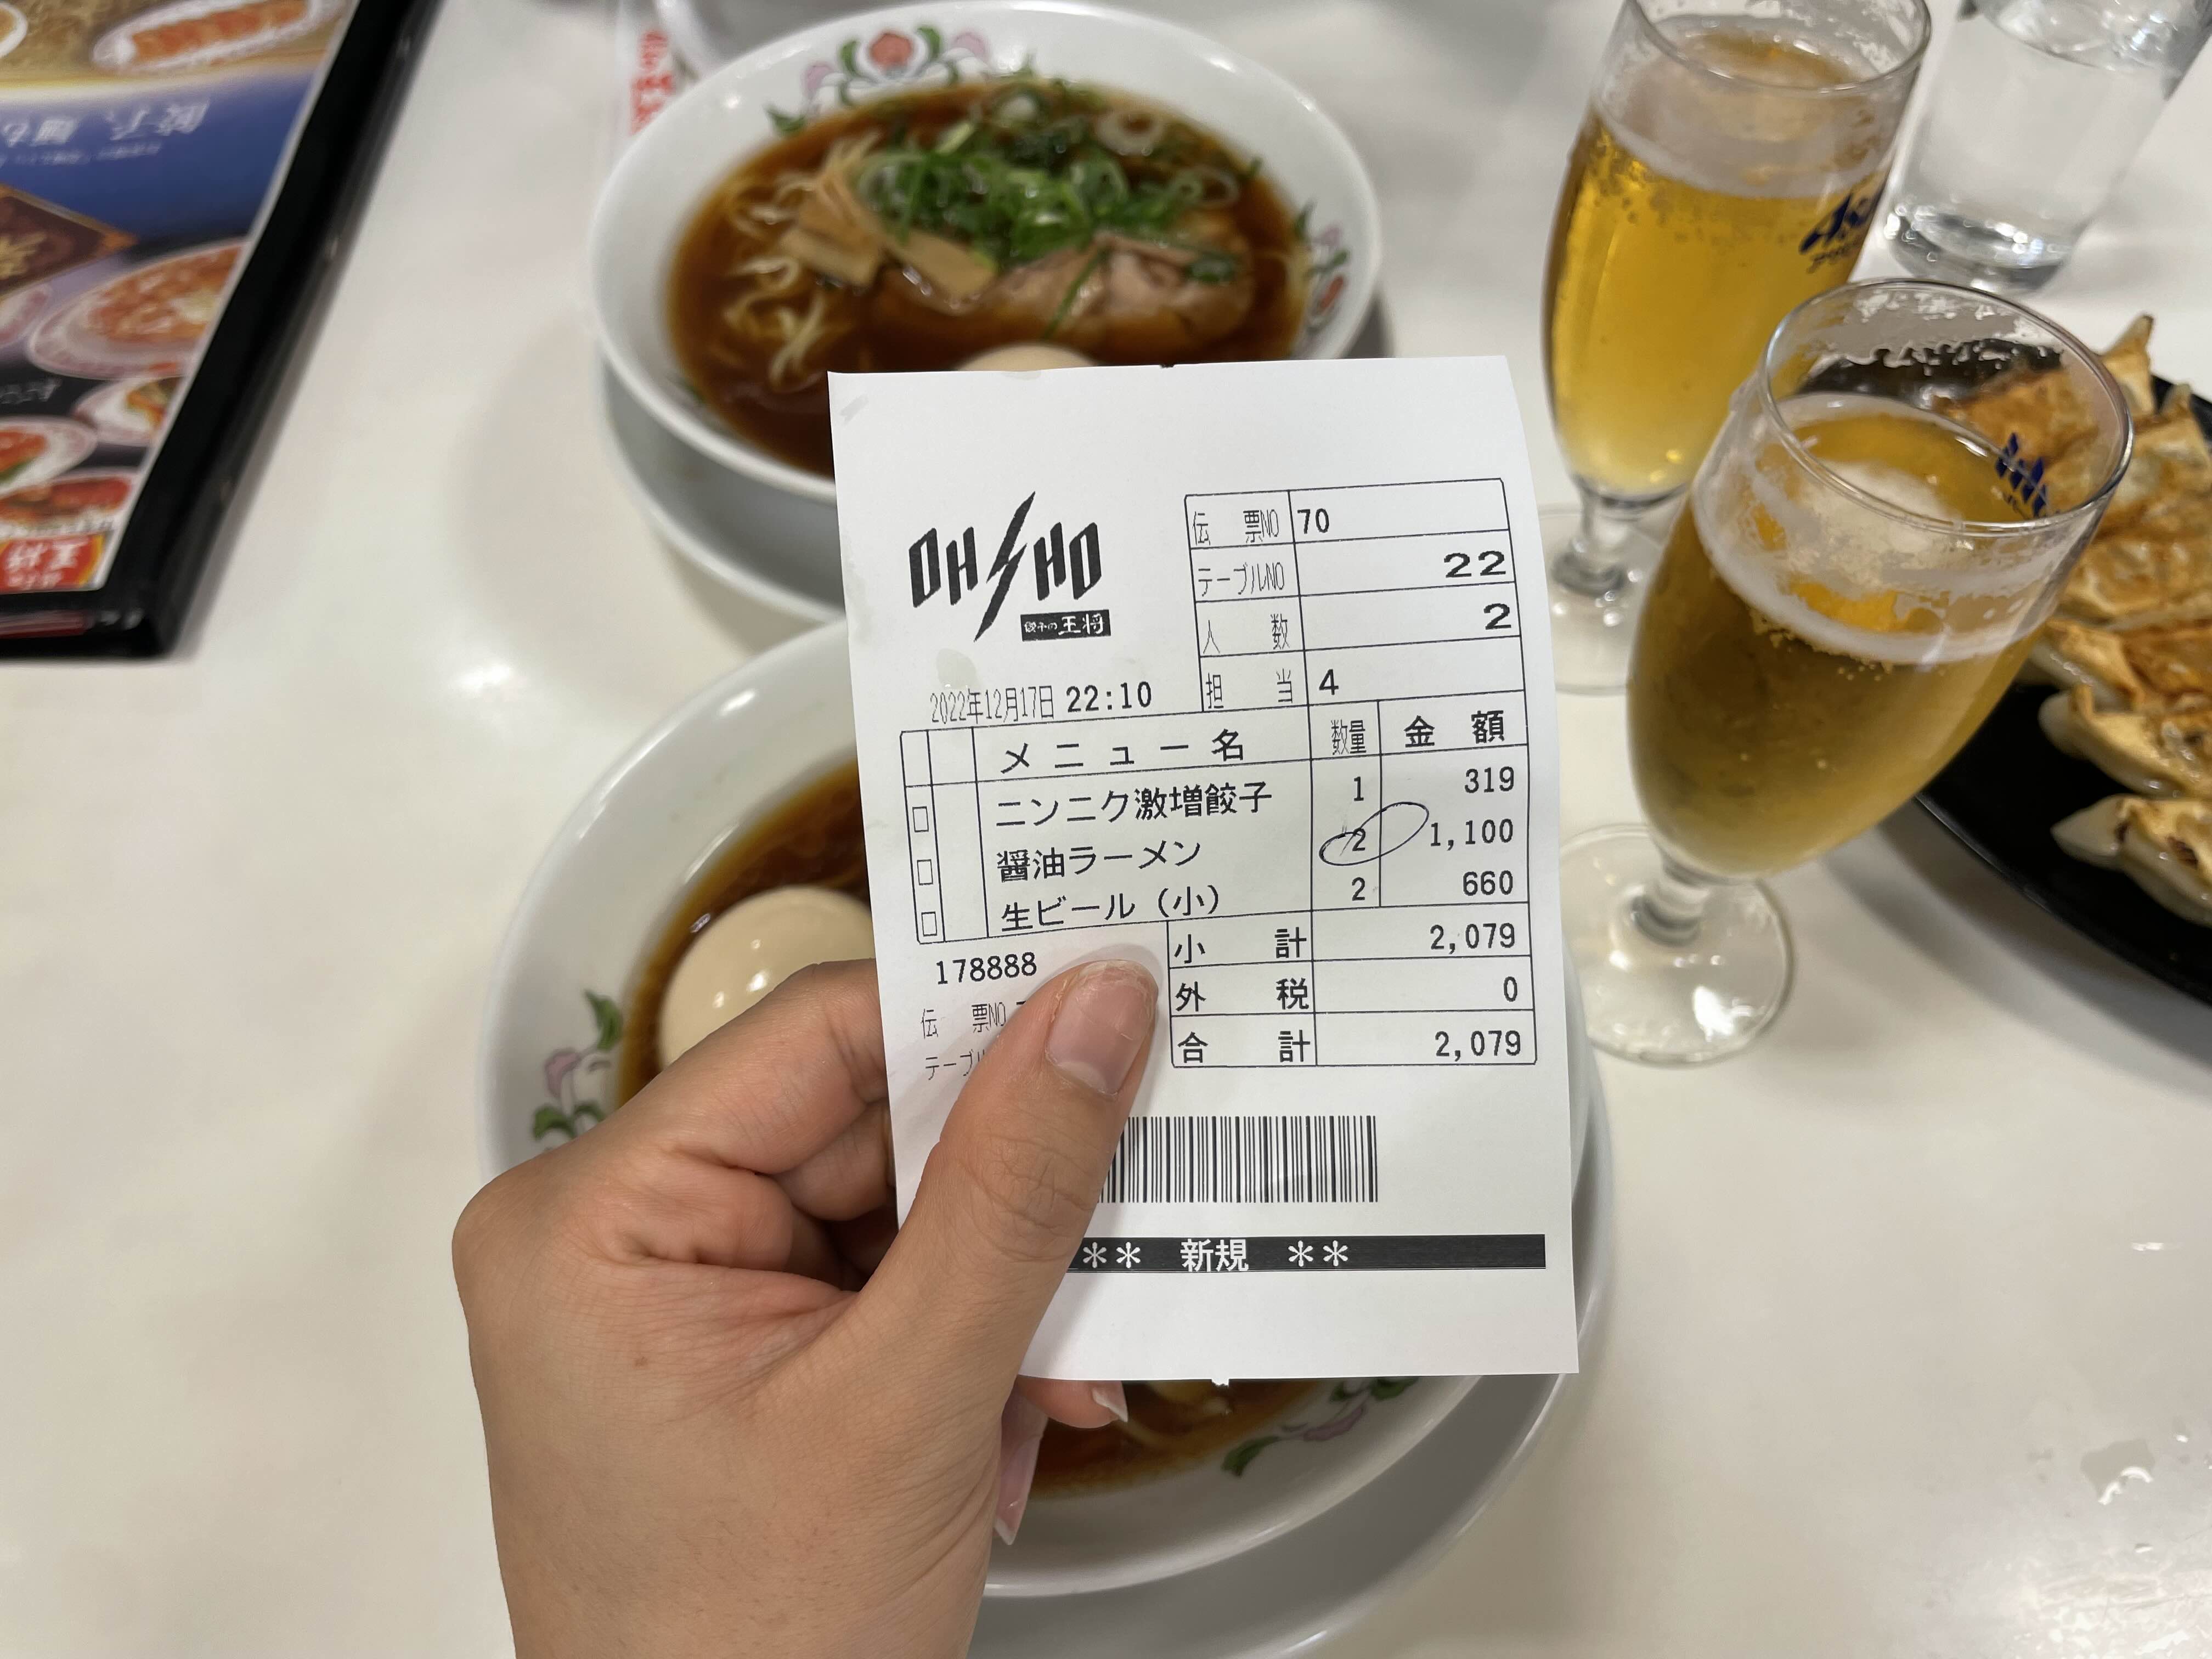 OHSHO
餃子の王将
伝票NO 70
テーブルNO 22
人数 2
担当 4
2022年12月17日 22:10
メニュー名 数量 金額
ニンニク激増餃子 1 319
醤油ラーメン 2 1,100
生ビール（小） 2 660
小計 2,079
外税 0
合計 2,079
178888
伝票NO
** 新規 **
餃子
王将